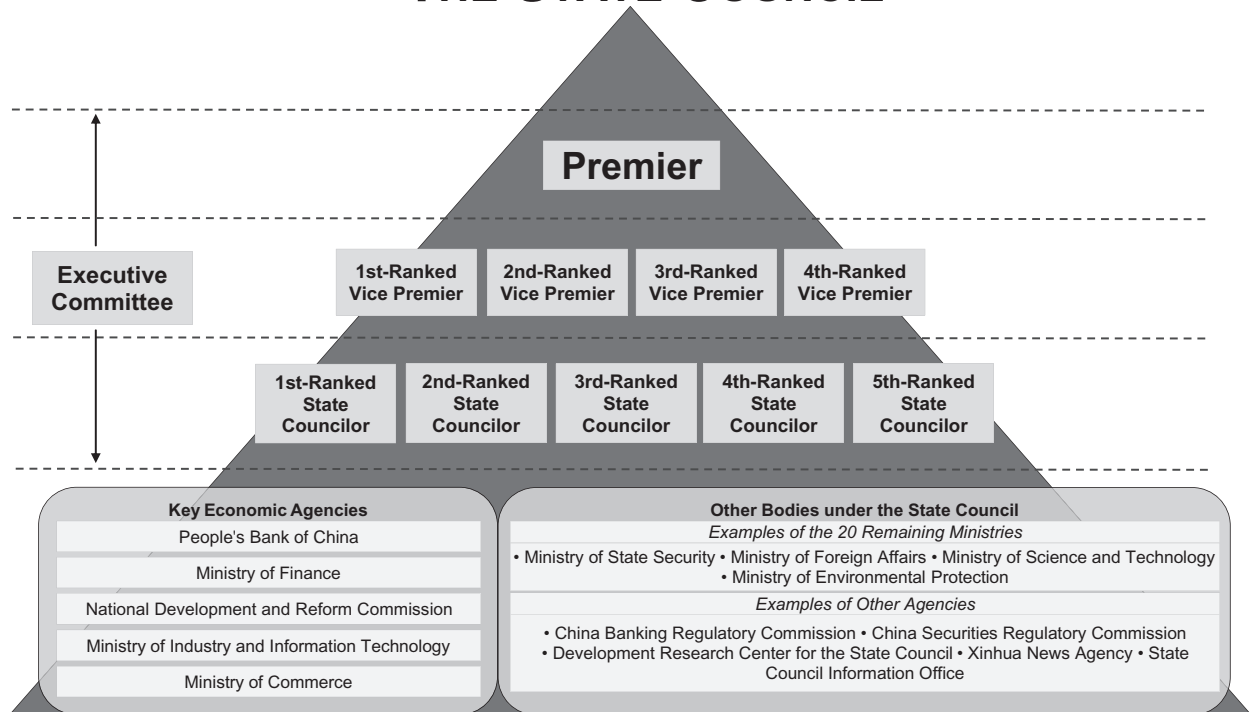 THE STATE COUNCIL
Premier
Executive
Committee
1st-Ranked
Vice Premier
2nd-Ranked
Vice Premier
3rd-Ranked
Vice Premier
4th-Ranked
Vice Premier
1st-Ranked
State
Councilor
2nd-Ranked
State
Councilor
3rd-Ranked
State
Councilor
4th-Ranked
State
Councilor
5th-Ranked
State
Councilor
Key Economic Agencies
People's Bank of China
Ministry of Finance
National Development and Reform Commission
Ministry of Industry and Information Technology
Ministry of Commerce
Other Bodies under the State Council
Examples of the 20 Remaining Ministries
• Ministry of State Security • Ministry of Foreign Affairs • Ministry of Science and Technology
• Ministry of Environmental Protection
Examples of Other Agencies
• China Banking Regulatory Commission • China Securities Regulatory Commission
• Development Research Center for the State Council • Xinhua News Agency • State
Council Information Office